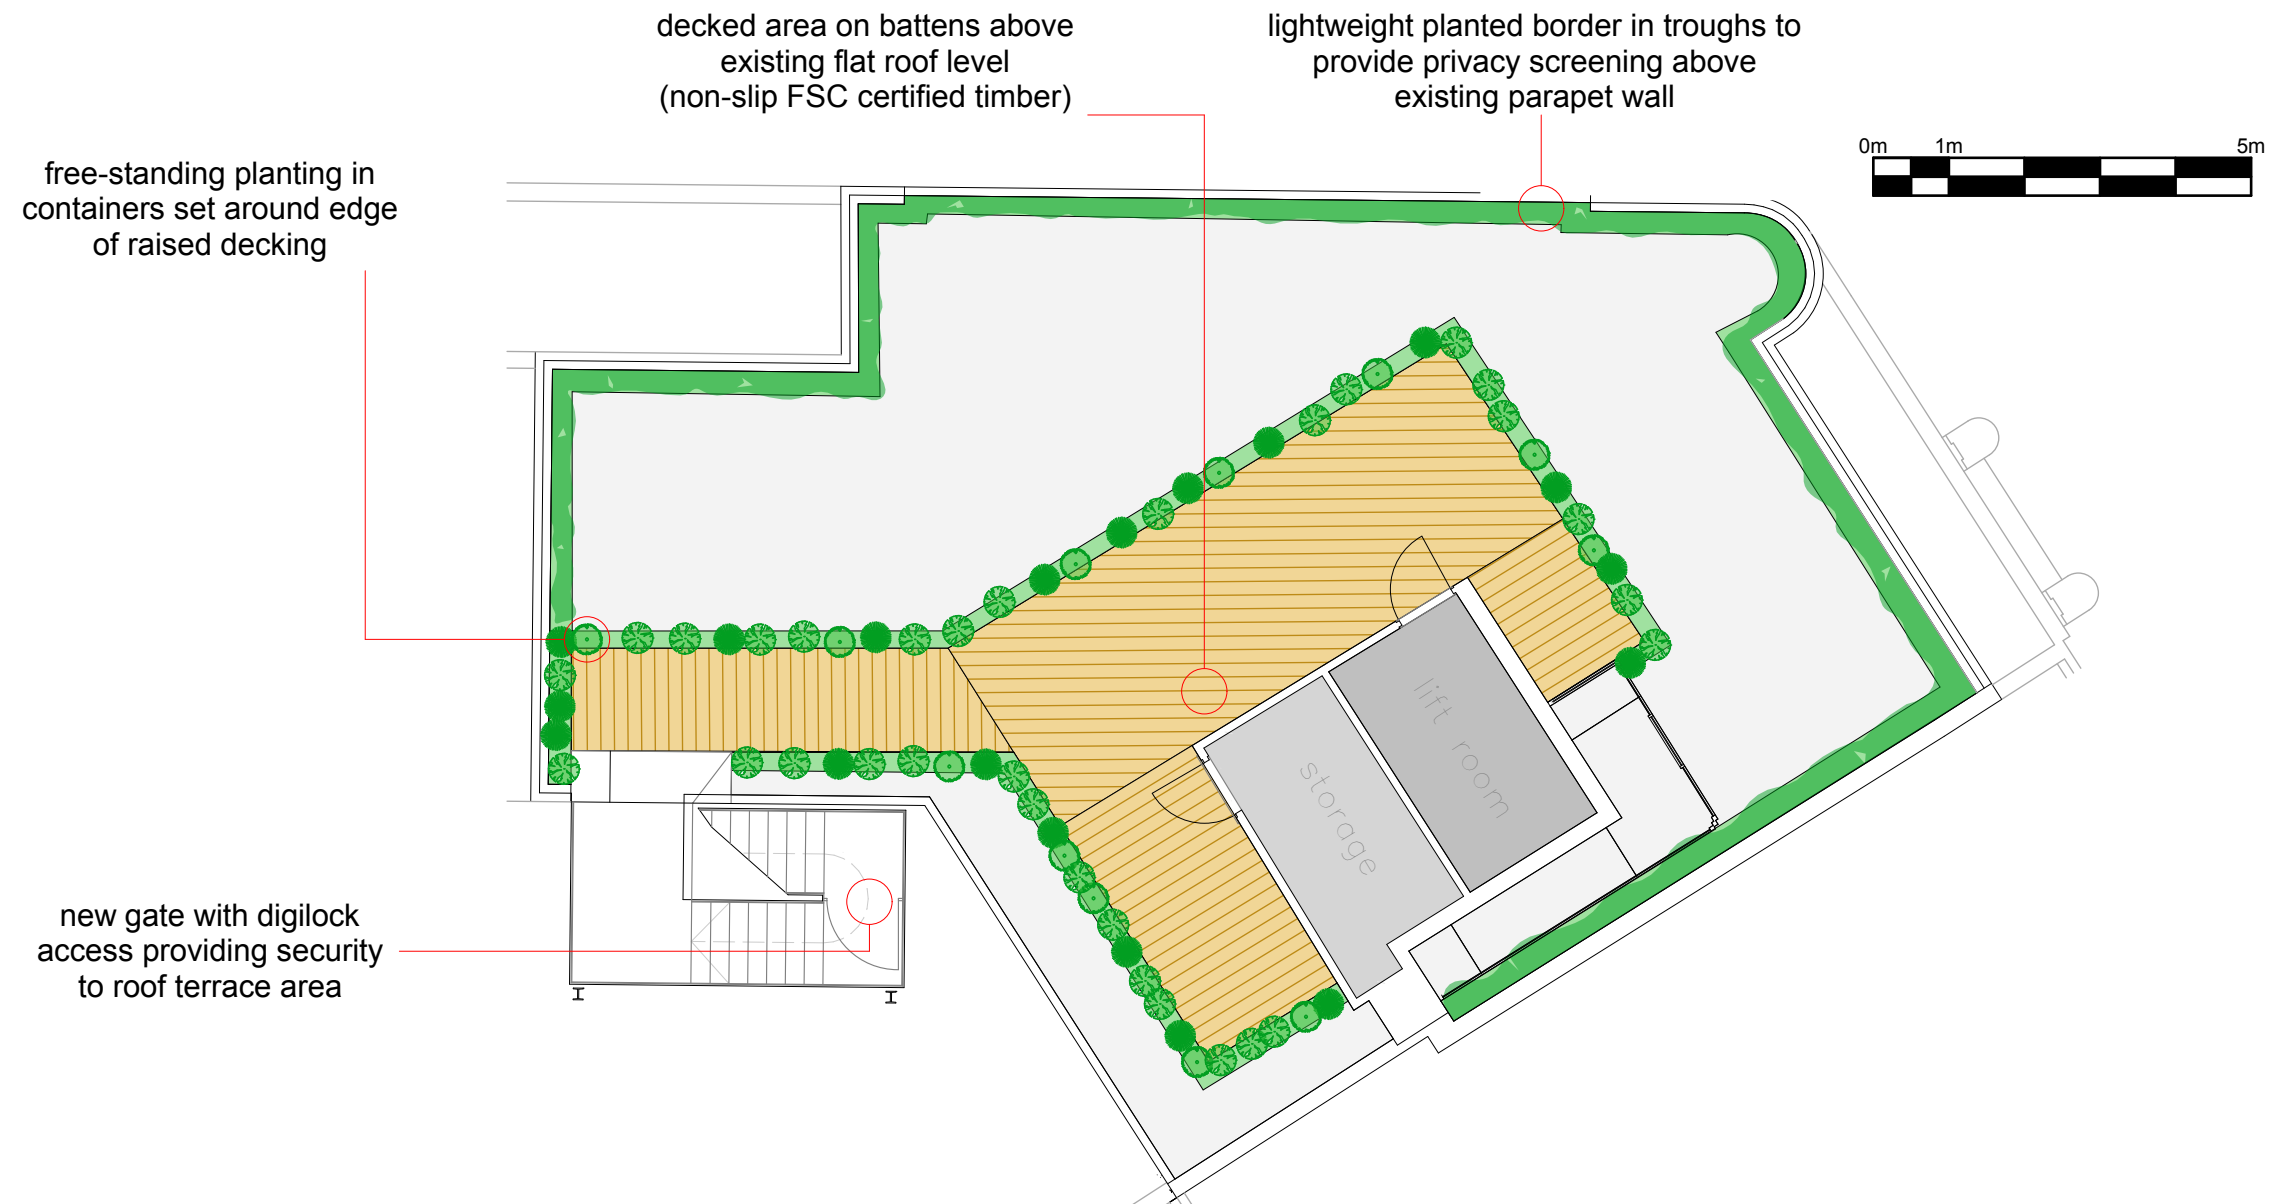 decked area on battens above
existing flat roof level
(non-slip FSC certified timber)
lightweight planted border in troughs to
provide privacy screening above
existing parapet wall
0m 1m 5m
free-standing planting in
containers set around edge
of raised decking
lift room
storage
new gate with digilock
access providing security
to roof terrace area